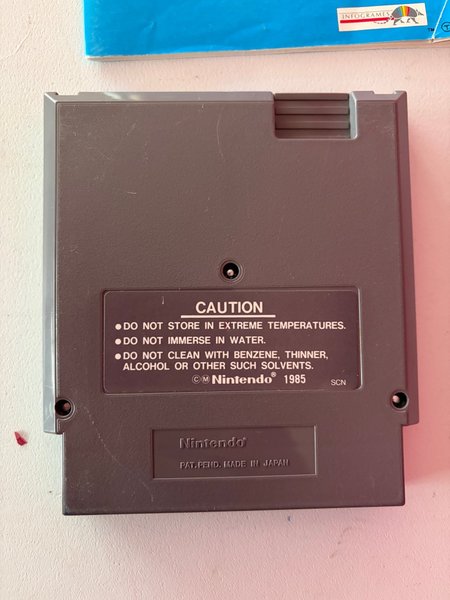 INFOGRAMES
TM
CAUTION
● DO NOT STORE IN EXTREME TEMPERATURES.
● DO NOT IMMERSE IN WATER.
● DO NOT CLEAN WITH BENZENE, THINNER,
ALCOHOL OR OTHER SUCH SOLVENTS.
©Ⓜ Nintendo® 1985 SCN
Nintendo®
PAT.PEND. MADE IN JAPAN